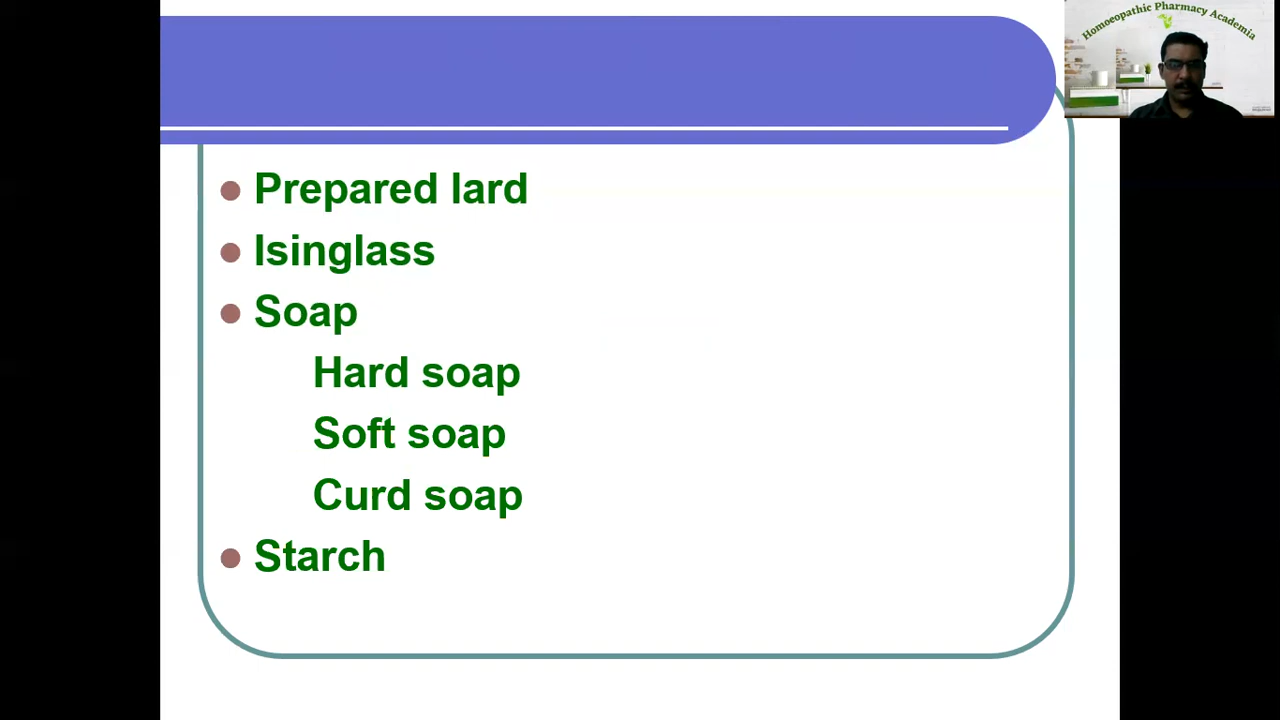 Homoeopathic Pharmacy Academia
Prepared lard
Isinglass
Soap
Hard soap
Soft soap
Curd soap
Starch